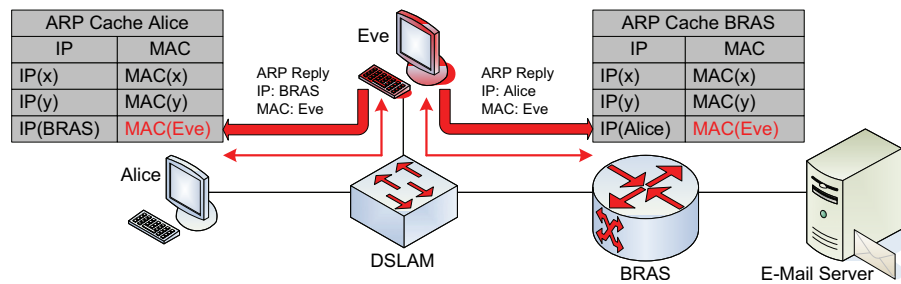 ARP Cache Alice
IP MAC
IP(x) MAC(x)
IP(y) MAC(y)
IP(BRAS) MAC(Eve)
Eve
ARP Reply
IP: BRAS
MAC: Eve
ARP Reply
IP: Alice
MAC: Eve
ARP Cache BRAS
IP MAC
IP(x) MAC(x)
IP(y) MAC(y)
IP(Alice) MAC(Eve)
Alice
DSLAM
BRAS
E-Mail Server